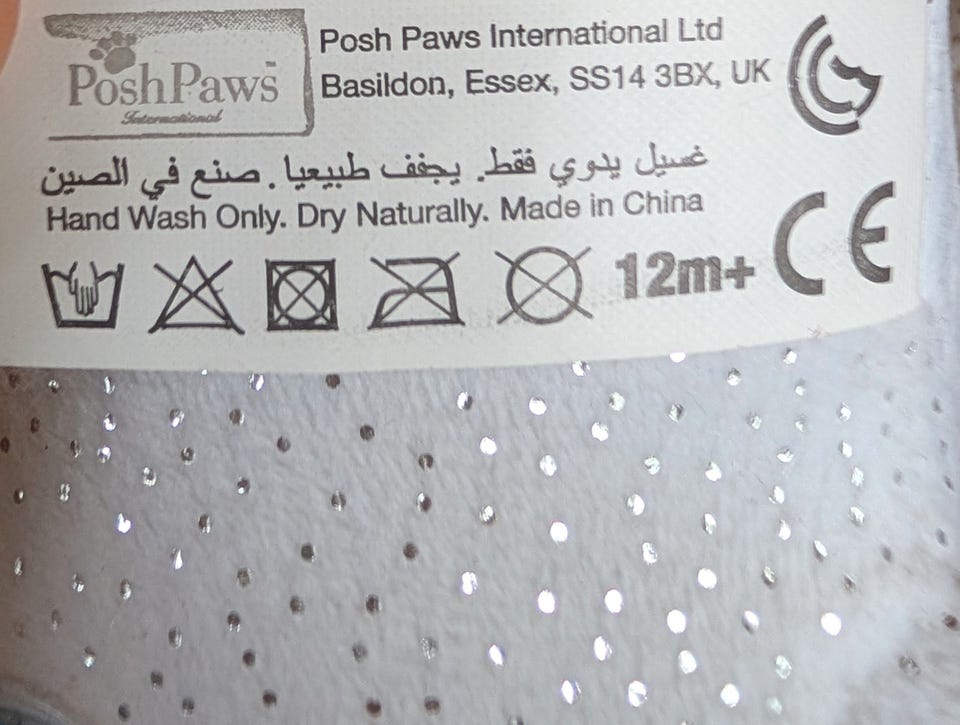 PoshPaws™
International
Posh Paws International Ltd
Basildon, Essex, SS14 3BX, UK
غسيل يدوي فقط. يجفف طبيعيا. صنع في الصين
Hand Wash Only. Dry Naturally. Made in China
12m+ CE